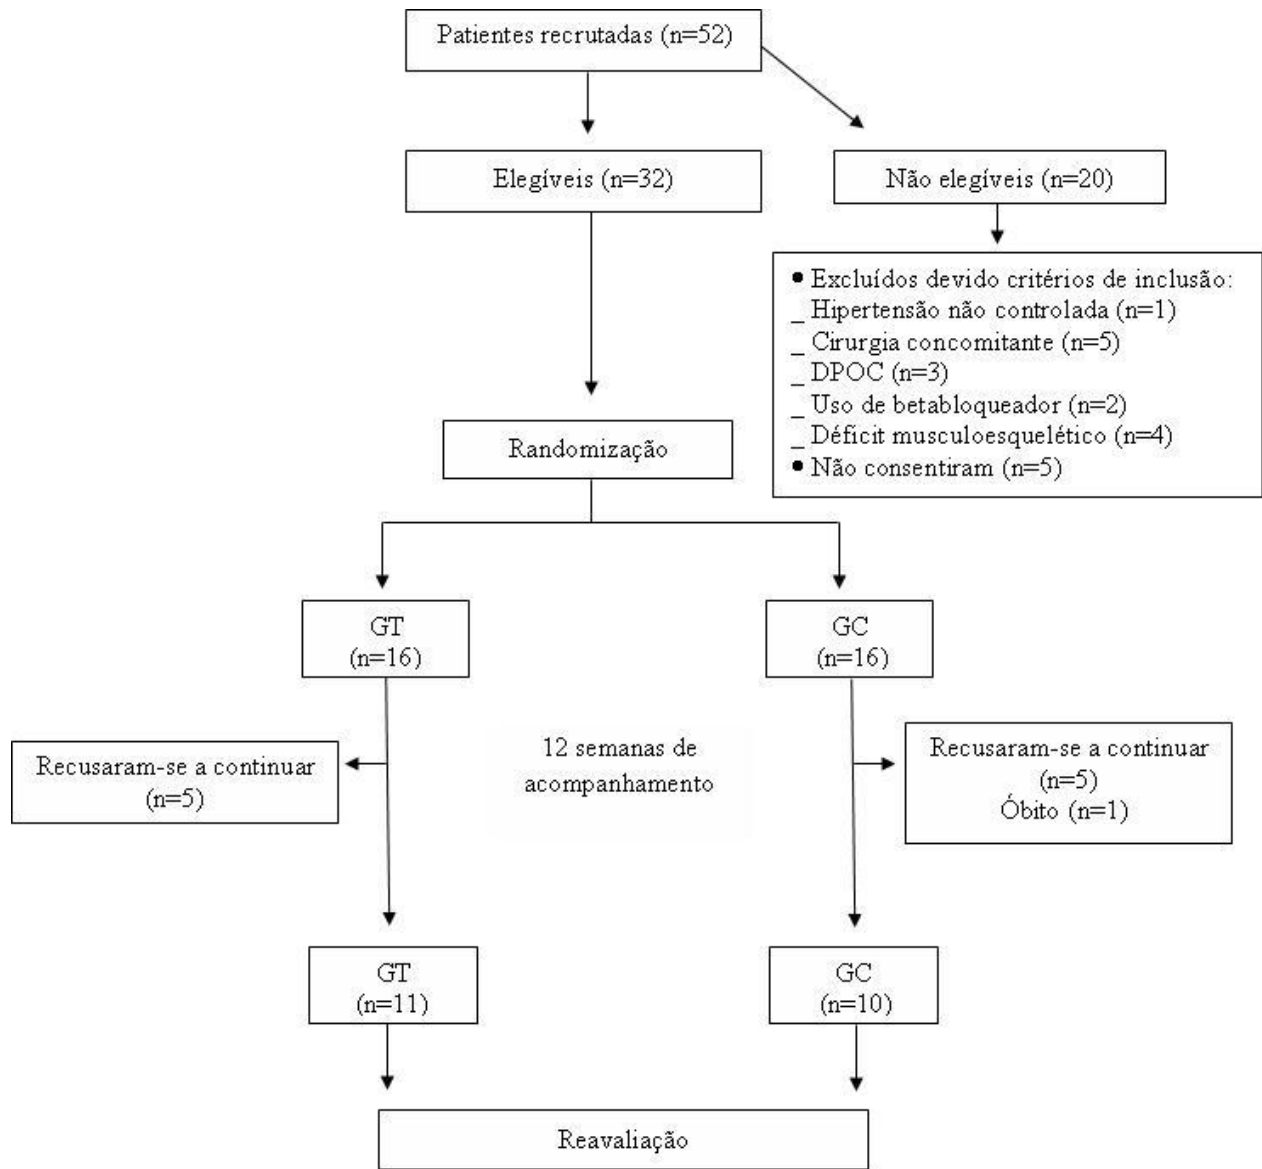 Patientes recrutadas (n=52)
Elegíveis (n=32)
Não elegíveis (n=20)
● Excluídos devido critérios de inclusão:
_ Hipertensão não controlada (n=1)
_ Cirurgia concomitante (n=5)
_ DPOC (n=3)
_ Uso de betabloqueador (n=2)
_ Déficit musculoesquelético (n=4)
● Não consentiram (n=5)
Randomização
GT
(n=16)
GC
(n=16)
Recusaram-se a continuar
(n=5)
12 semanas de
acompanhamento
Recusaram-se a continuar
(n=5)
Óbito (n=1)
GT
(n=11)
GC
(n=10)
Reavaliação